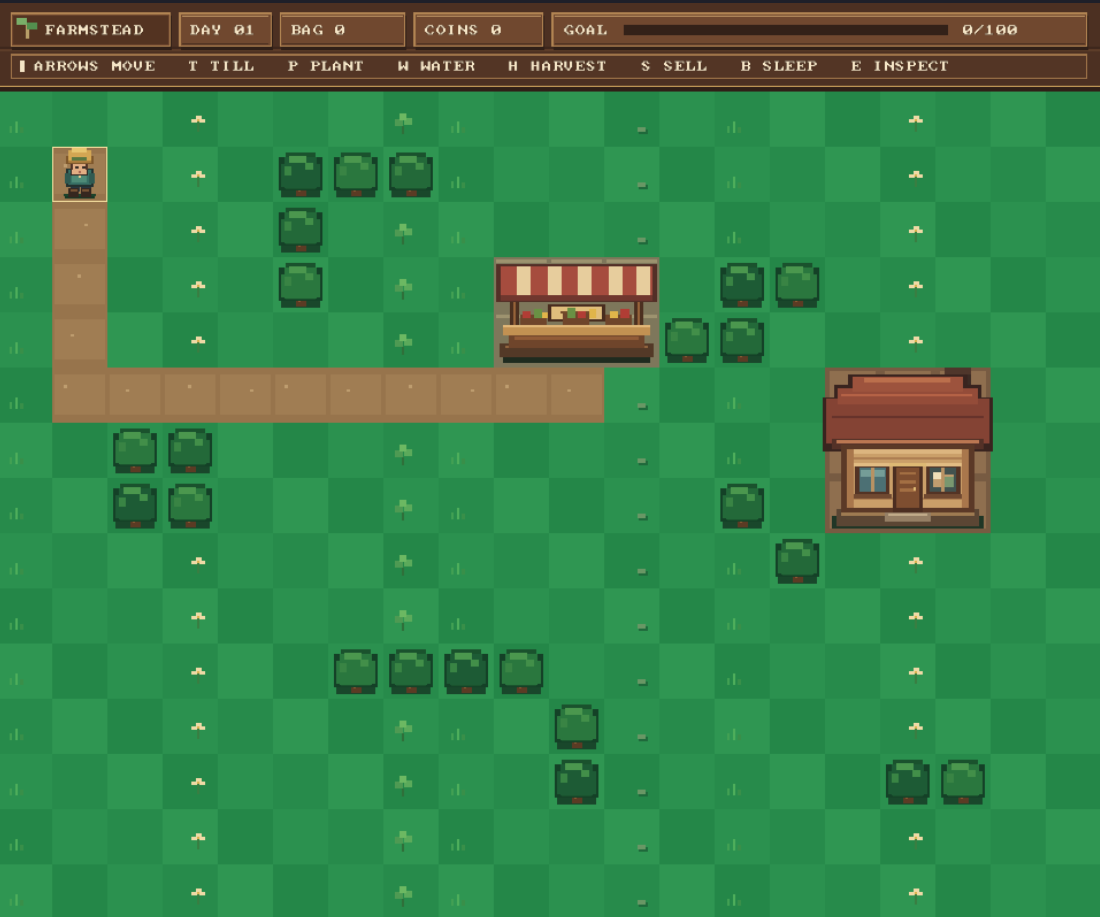 FARMSTEAD DAY 01 BAG 0 COINS 0 GOAL 0/100
ARROWS MOVE T TILL P PLANT W WATER H HARVEST S SELL B SLEEP E INSPECT